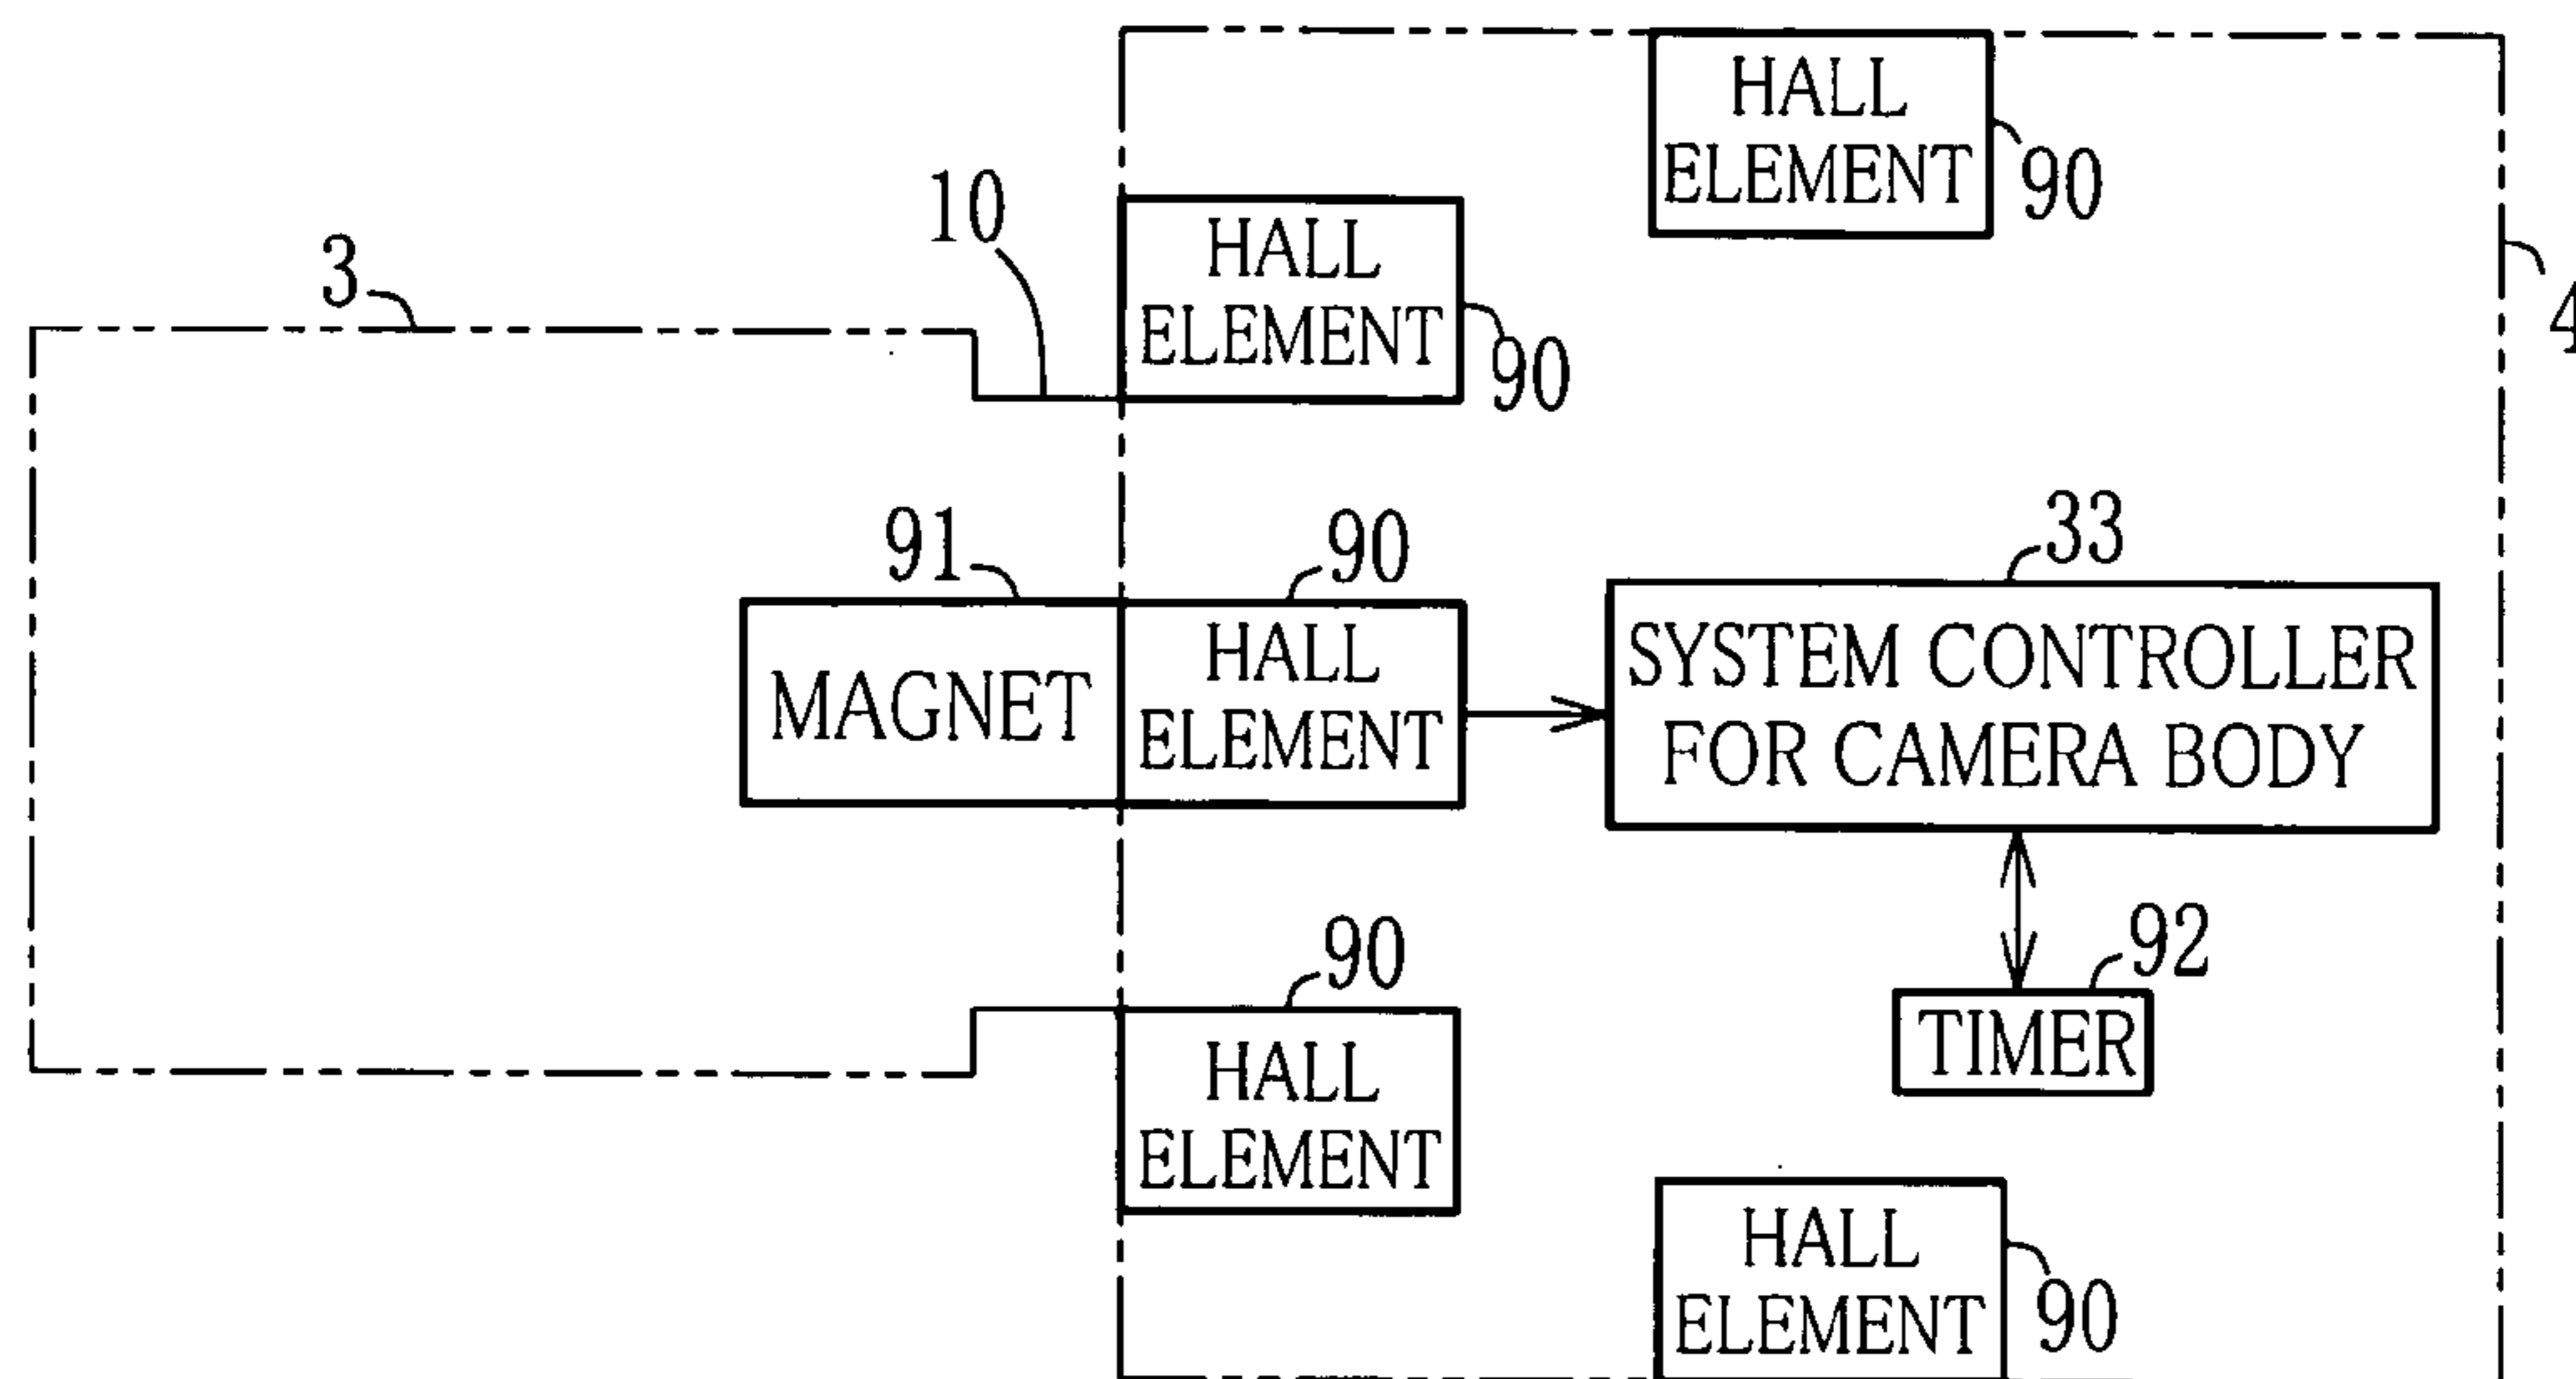 HALL
ELEMENT
90
10
HALL
ELEMENT
90
3
4
91
90
33
MAGNET
HALL
ELEMENT
SYSTEM CONTROLLER
FOR CAMERA BODY
90
92
HALL
ELEMENT
TIMER
HALL
ELEMENT
90